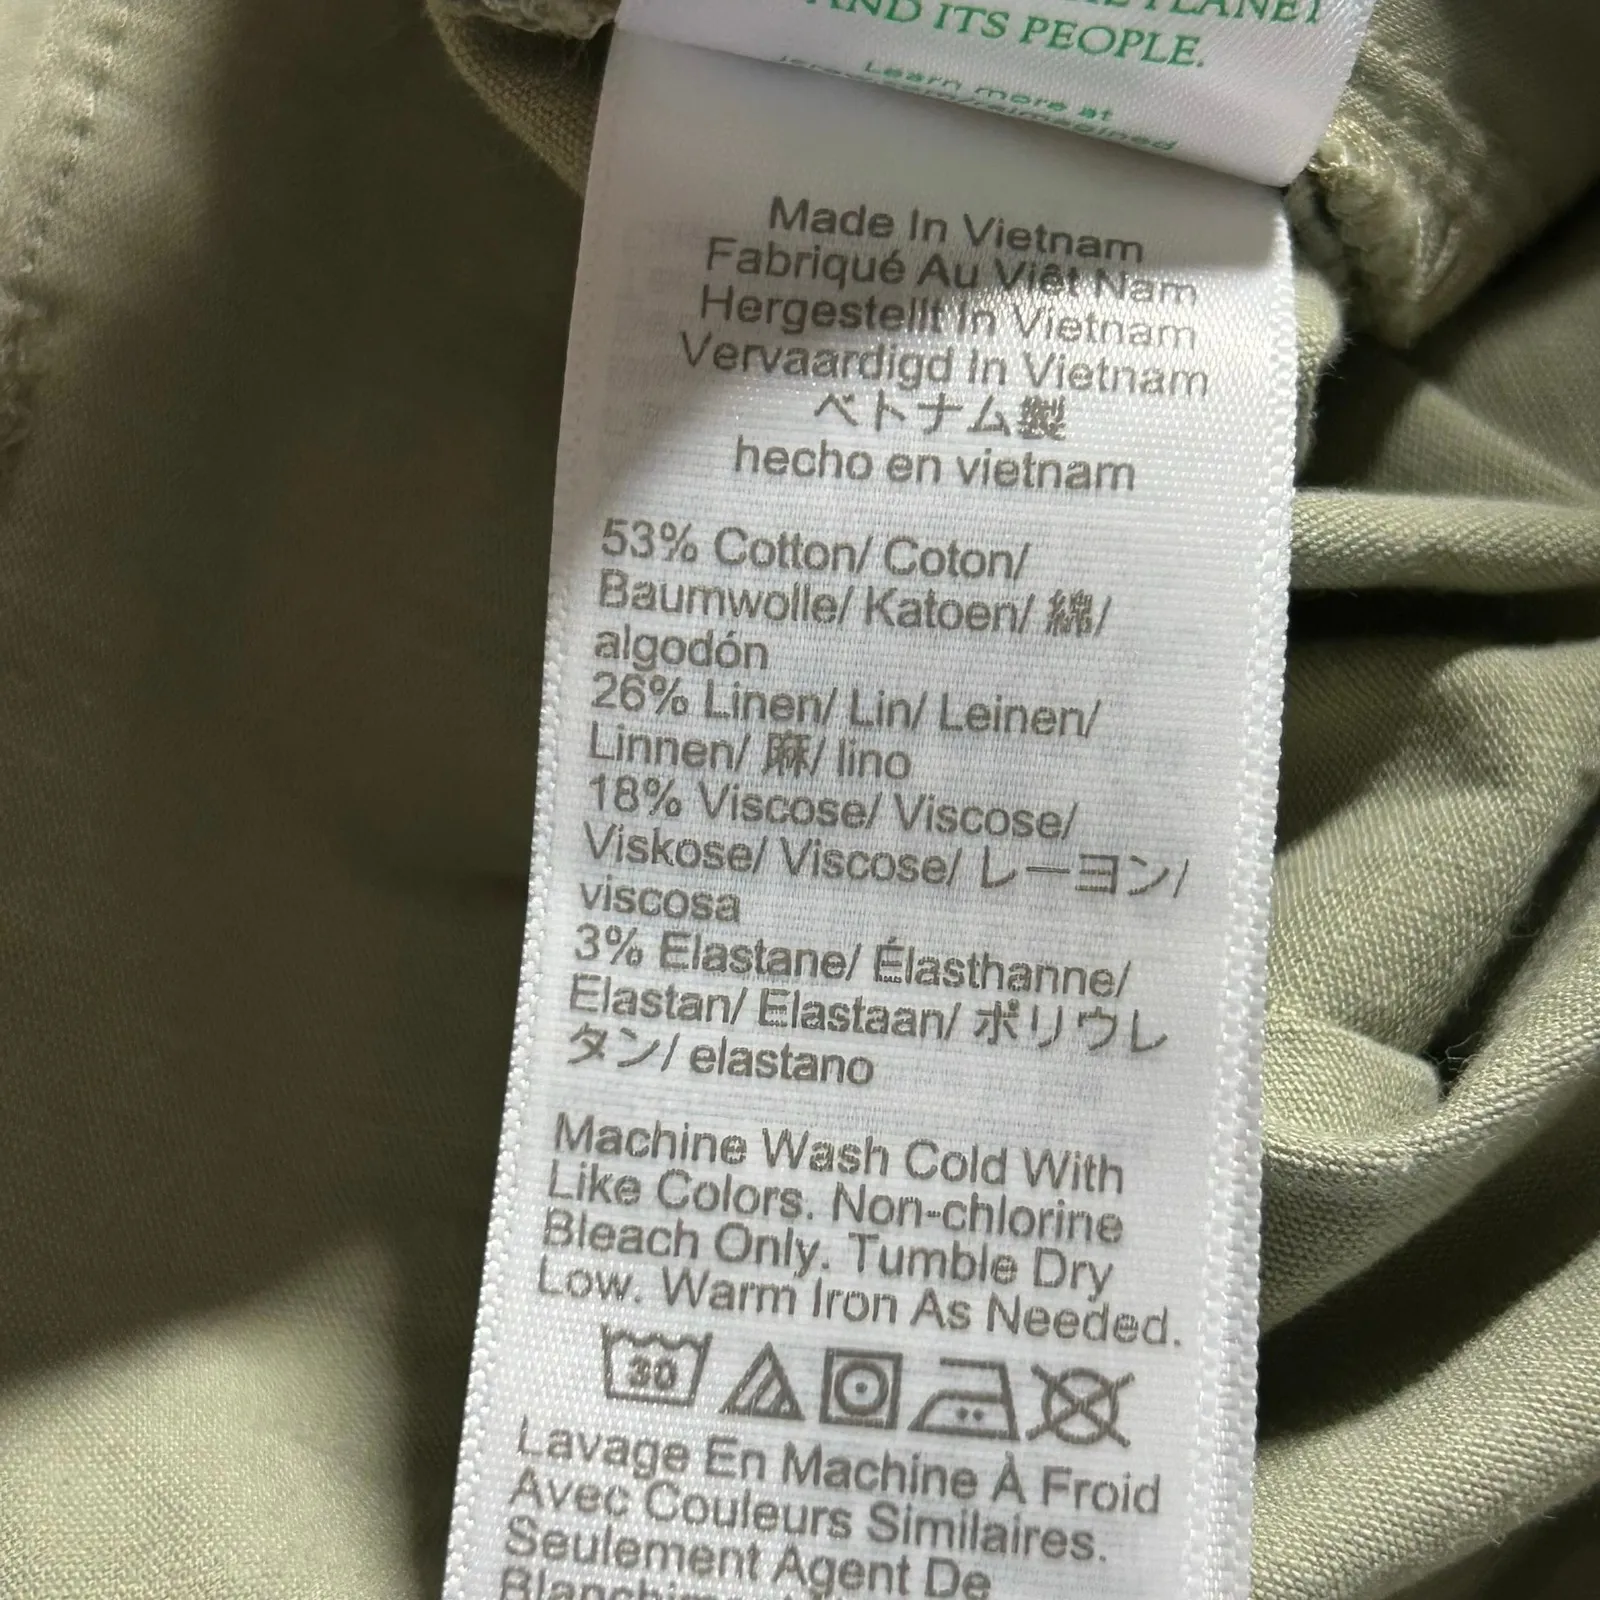 AND ITS PEOPLE.
Learn more at
Made In Vietnam
Fabriqué Au Viêt Nam
Hergestellt In Vietnam
Vervaardigd In Vietnam
ベトナム製
hecho en vietnam
53% Cotton/ Coton/
Baumwolle/ Katoen/ 綿/
algodón
26% Linen/ Lin/ Leinen/
Linnen/ 麻/ lino
18% Viscose/ Viscose/
Viskose/ Viscose/ レーヨン/
viscosa
3% Elastane/ Élasthanne/
Elastan/ Elastaan/ ポリウレ
タン/ elastano
Machine Wash Cold With
Like Colors. Non-chlorine
Bleach Only. Tumble Dry
Low. Warm Iron As Needed.
30
Lavage En Machine À Froid
Avec Couleurs Similaires.
Seulement Agent De